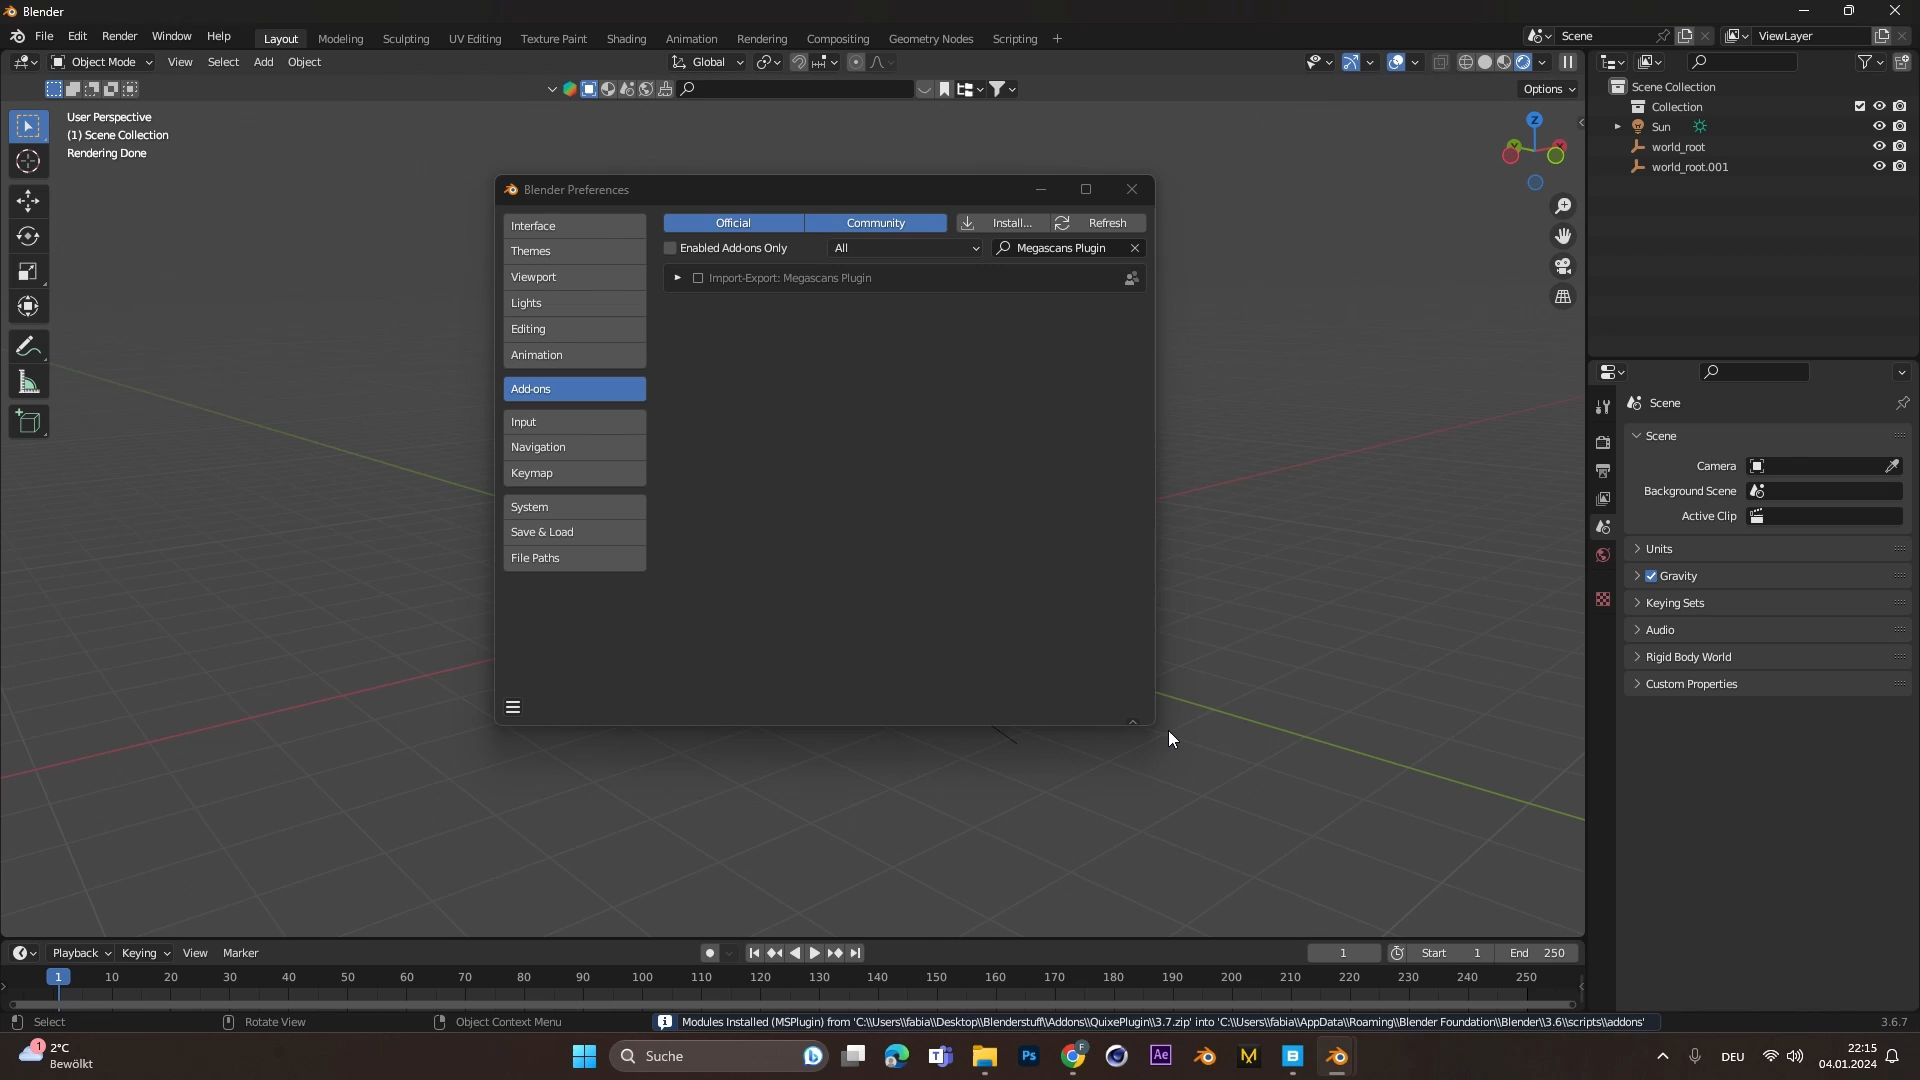 Blender
File Edit Render Window Help Layout Modeling Sculpting UV Editing Texture Paint Shading Animation Rendering Compositing Geometry Nodes Scripting + Scene ViewLayer
Object Mode View Select Add Object Global
Options
User Perspective
(1) Scene Collection
Rendering Done
Z
Scene Collection
Collection
Sun
world_root
world_root.001
Blender Preferences
Interface
Themes
Viewport
Lights
Editing
Animation
Add-ons
Input
Navigation
Keymap
System
Save & Load
File Paths
Official Community Install... Refresh
Enabled Add-ons Only All Megascans Plugin
Import-Export: Megascans Plugin
Scene
Scene
Camera
Background Scene
Active Clip
Units
Gravity
Keying Sets
Audio
Rigid Body World
Custom Properties
Playback Keying View Marker 1 Start 1 End 250
1 10 20 30 40 50 60 70 80 90 100 110 120 130 140 150 160 170 180 190 200 210 220 230 240 250
Select Rotate View Object Context Menu Modules Installed (MSPlugin) from 'C:\\Users\\fabia\\Desktop\\Blenderstuff\\Addons\\QuixePlugin\\3.7.zip' into 'C:\\Users\\fabia\\AppData\\Roaming\\Blender Foundation\\Blender\\3.6\\scripts\\addons' 3.6.7
1 2°C
Bewölkt
Suche
Ps
F
Ae
M
B
DEU
22:15
04.01.2024